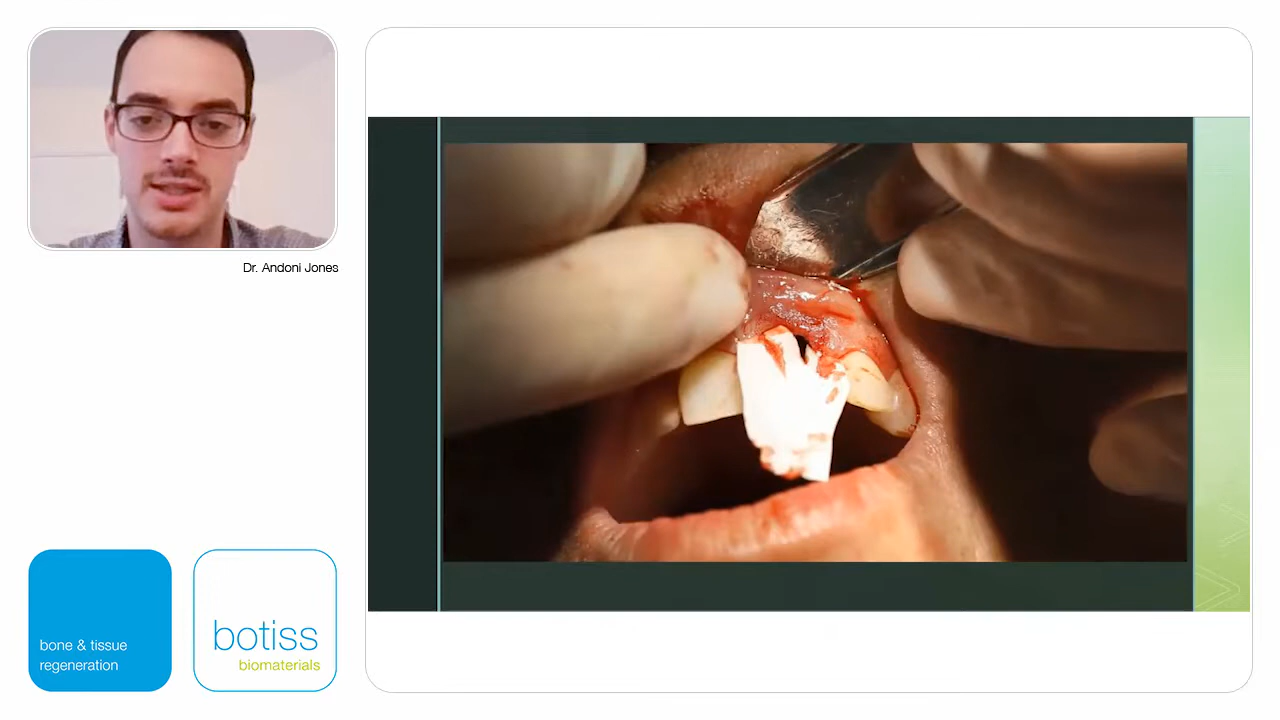 Dr. Andoni Jones
bone & tissue
regeneration
botiss
biomaterials